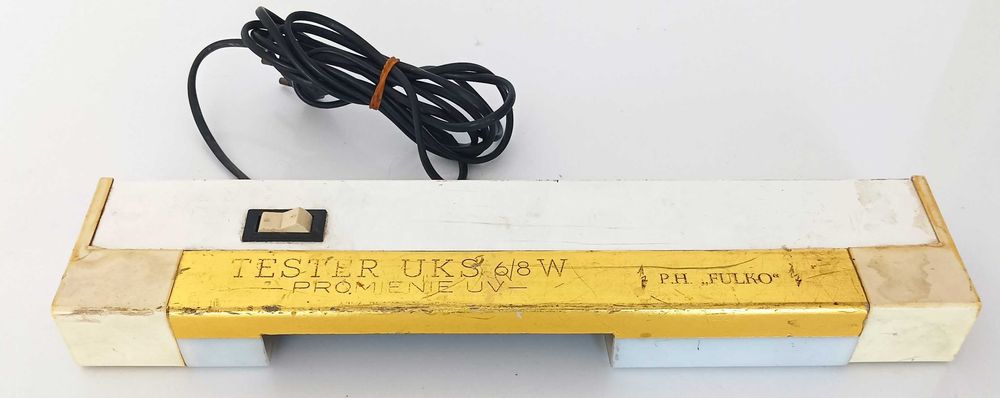 TESTER UKS 6/8 W
— PROMIENIE UV —
P.H. „FULKO“